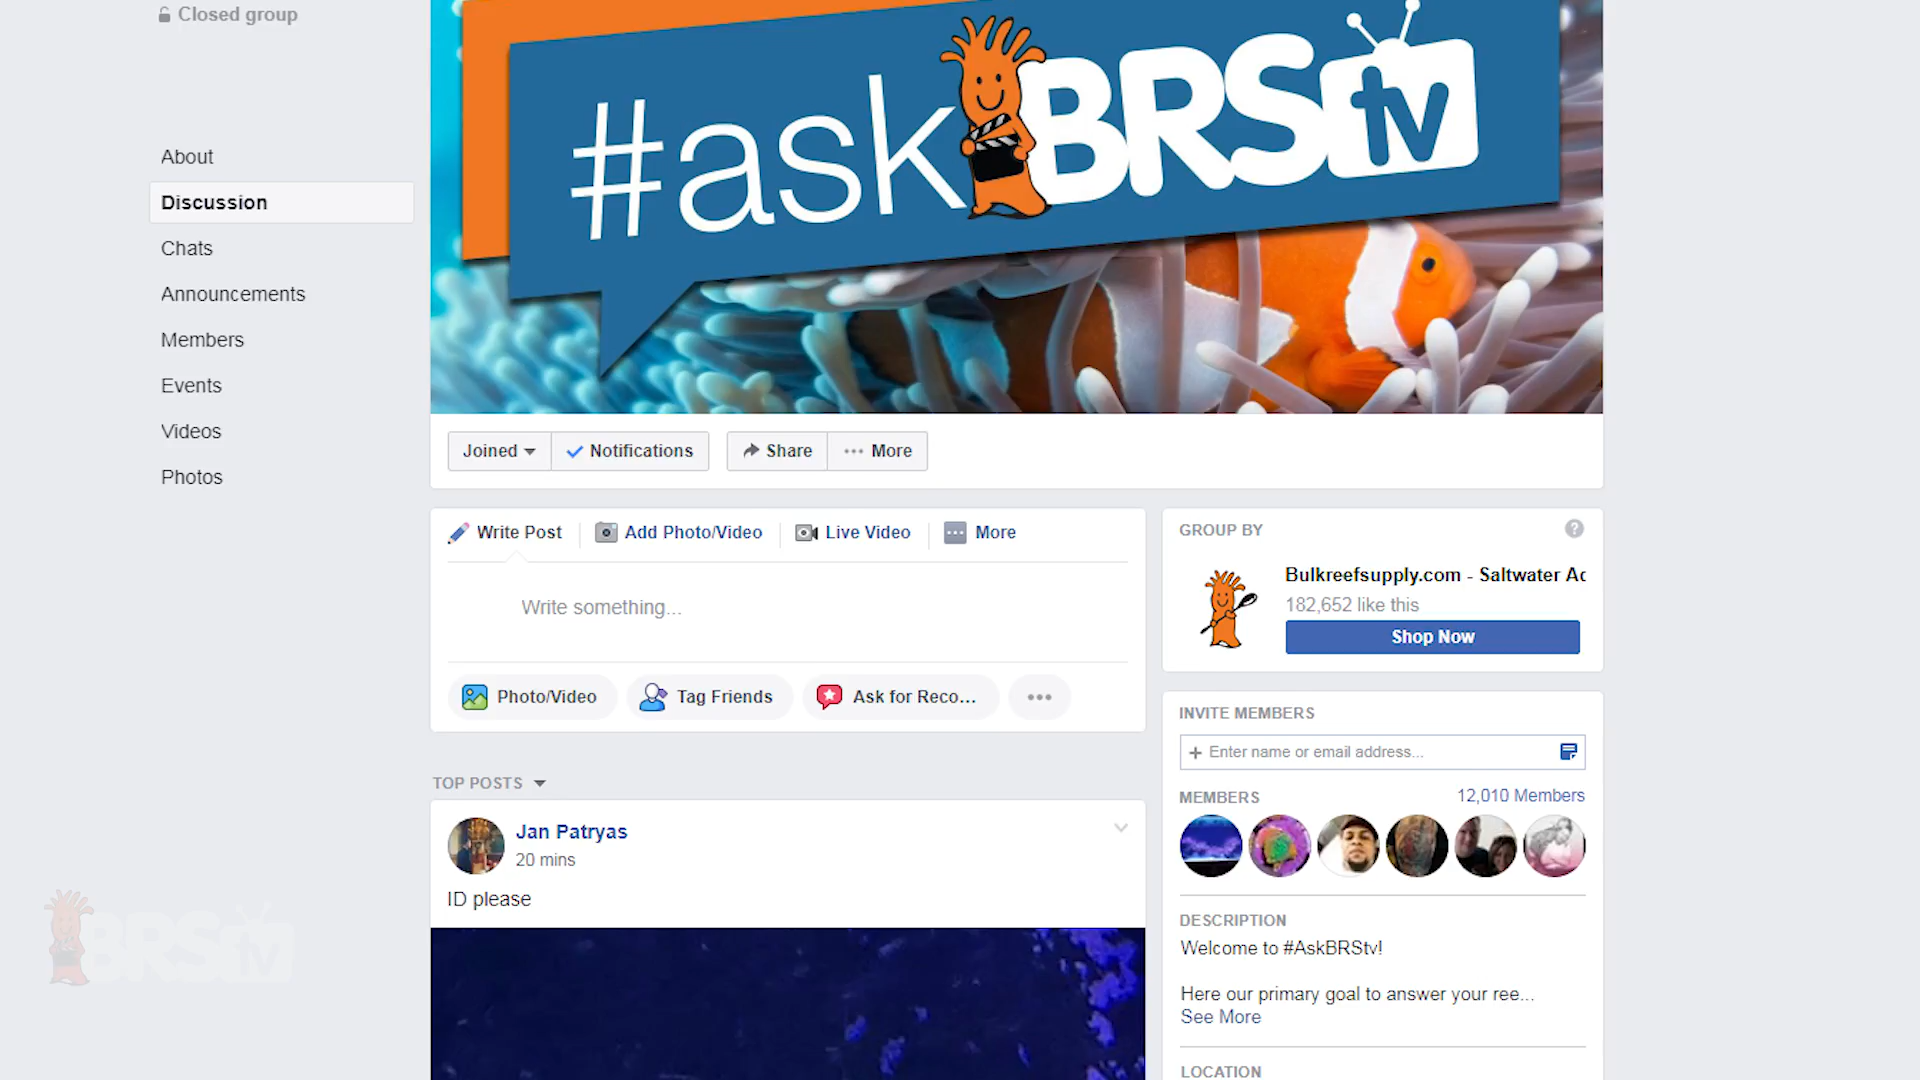 Closed group
#ask BRStv
About
Discussion
Chats
Announcements
Members
Events
Videos
Photos
Joined
Notifications
Share
More
Write Post
Add Photo/Video
Live Video
More
Write something...
Photo/Video
Tag Friends
Ask for Reco...
TOP POSTS
Jan Patryas
20 mins
ID please
GROUP BY
Bulkreefsupply.com - Saltwater Ac
182,652 like this
Shop Now
INVITE MEMBERS
+ Enter name or email address...
MEMBERS
12,010 Members
DESCRIPTION
Welcome to #AskBRStv!
Here our primary goal to answer your ree...
See More
LOCATION
BRStv